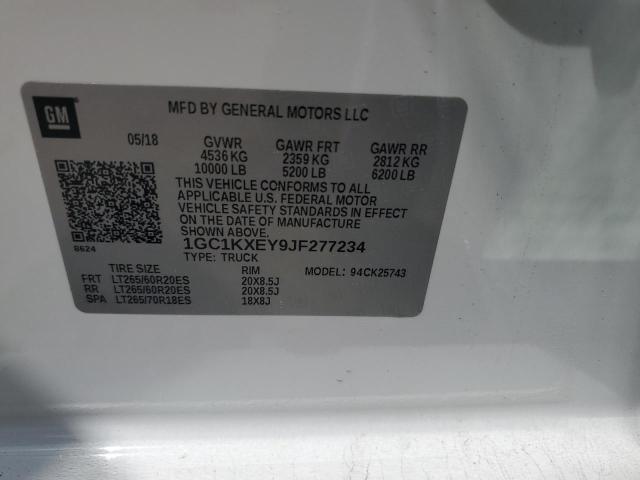 GM
MFD BY GENERAL MOTORS LLC
05/18 GVWR GAWR FRT GAWR RR
4536 KG 2359 KG 2812 KG
10000 LB 5200 LB 6200 LB
THIS VEHICLE CONFORMS TO ALL
APPLICABLE U.S. FEDERAL MOTOR
VEHICLE SAFETY STANDARDS IN EFFECT
ON THE DATE OF MANUFACTURE
SHOWN ABOVE.
8624 1GC1KXEY9JF277234
TYPE: TRUCK
TIRE SIZE RIM MODEL: 94CK25743
FRT LT265/60R20ES 20X8.5J
RR LT265/60R20ES 20X8.5J
SPA LT265/70R18ES 18X8J